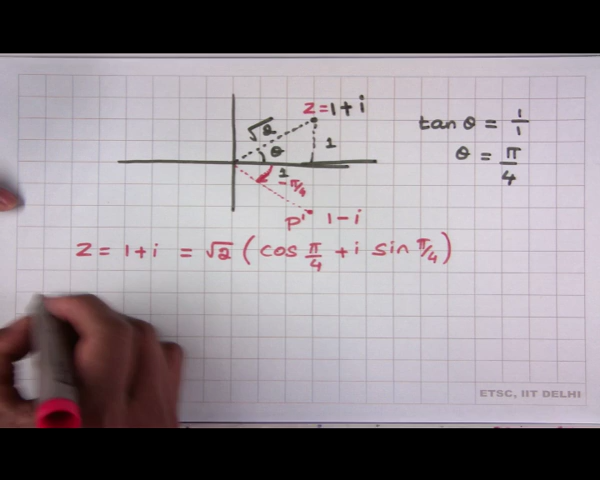 z = 1 + i
√2
θ
1
1
-π/4
p' 1 - i
tan θ = 1/1
θ = π/4
z = 1+i = √2 ( cos π/4 + i sin π/4 )
ETSC, IIT DELHI